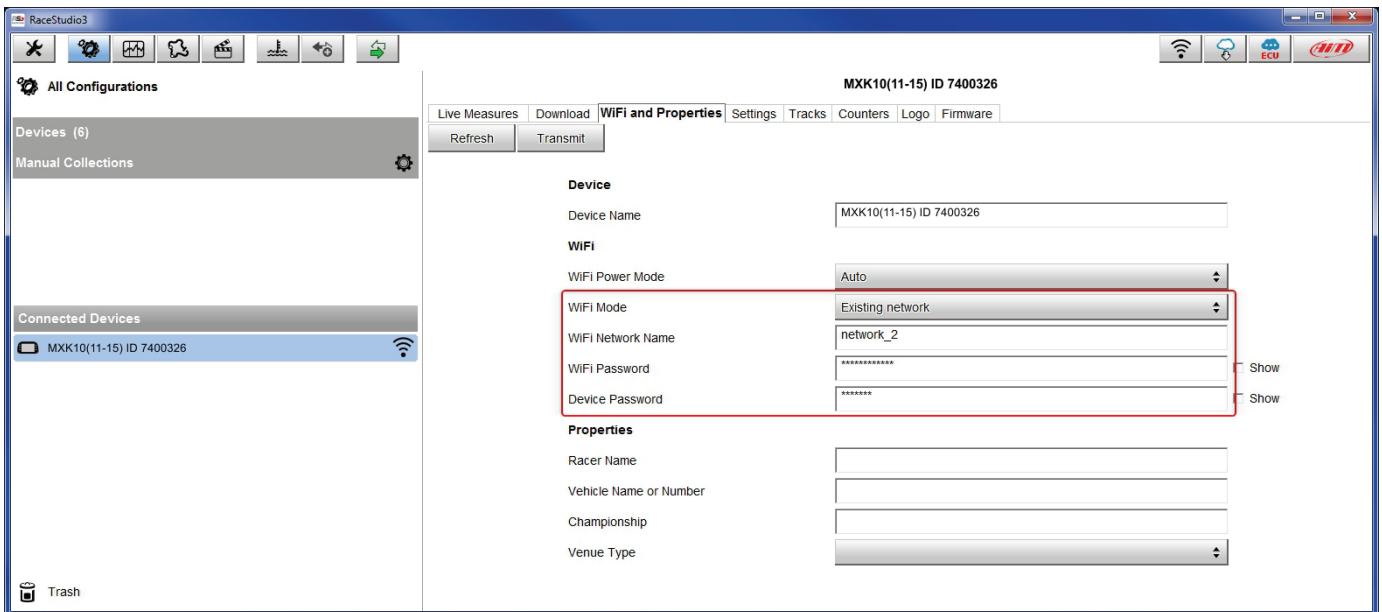 RaceStudio3
ECU
AiM
All Configurations
MXK10(11-15) ID 7400326
Live Measures Download WiFi and Properties Settings Tracks Counters Logo Firmware
Devices (6)
Refresh Transmit
Manual Collections
Device
Device Name MXK10(11-15) ID 7400326
WiFi
WiFi Power Mode Auto
WiFi Mode Existing network
Connected Devices
WiFi Network Name network_2
MXK10(11-15) ID 7400326
WiFi Password ************ Show
Device Password ******* Show
Properties
Racer Name
Vehicle Name or Number
Championship
Venue Type
Trash